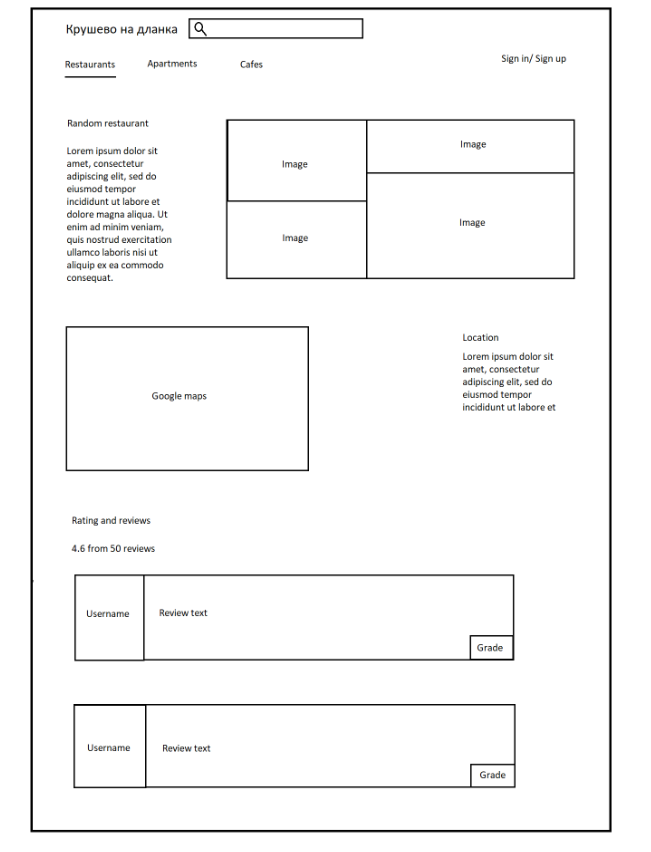 Крушево на дланка
Restaurants
Apartments
Cafes
Sign in/ Sign up
Random restaurant
Lorem ipsum dolor sit
amet, consectetur
adipiscing elit, sed do
eiusmod tempor
incididunt ut labore et
dolore magna aliqua. Ut
enim ad minim veniam,
quis nostrud exercitation
ullamco laboris nisi ut
aliquip ex ea commodo
consequat.
Image
Image
Image
Image
Google maps
Location
Lorem ipsum dolor sit
amet, consectetur
adipiscing elit, sed do
eiusmod tempor
incididunt ut labore et
Rating and reviews
4.6 from 50 reviews
Username
Review text
Grade
Username
Review text
Grade